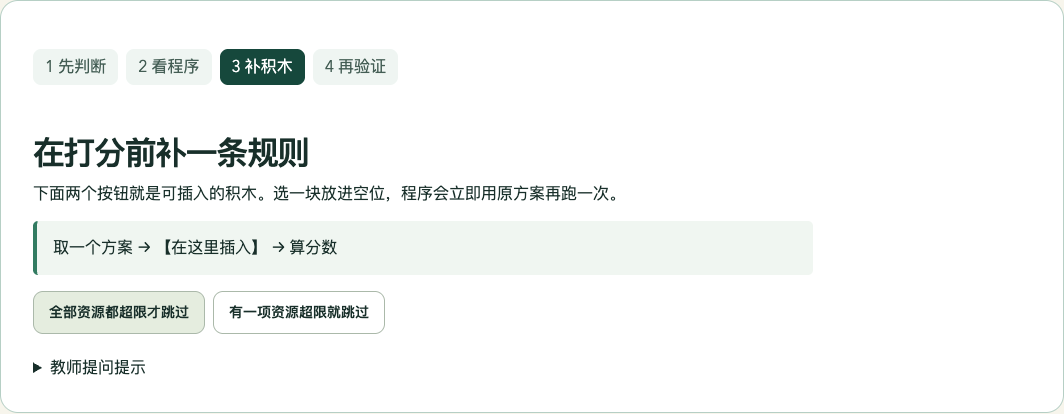 1 先判断 2 看程序 3 补积木 4 再验证
在打分前补一条规则
下面两个按钮就是可插入的积木。选一块放进空位，程序会立即用原方案再跑一次。
取一个方案 → 【在这里插入】 → 算分数
全部资源都超限才跳过 有一项资源超限就跳过
▶ 教师提问提示